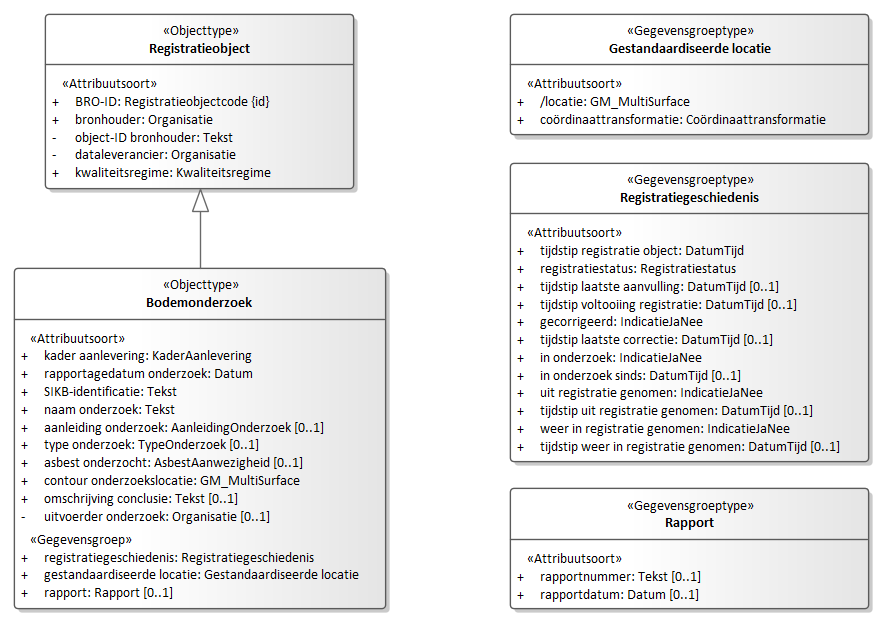 «Objecttype»
Registratieobject
«Attribuutsoort»
+ BRO-ID: Registratieobjectcode {id}
+ bronhouder: Organisatie
- object-ID bronhouder: Tekst
- dataleverancier: Organisatie
+ kwaliteitsregime: Kwaliteitsregime
«Objecttype»
Bodemonderzoek
«Attribuutsoort»
+ kader aanlevering: KaderAanlevering
+ rapportagedatum onderzoek: Datum
+ SIKB-identificatie: Tekst
+ naam onderzoek: Tekst
+ aanleiding onderzoek: AanleidingOnderzoek [0..1]
+ type onderzoek: TypeOnderzoek [0..1]
+ asbest onderzocht: AsbestAanwezigheid [0..1]
+ contour onderzoekslocatie: GM_MultiSurface
+ omschrijving conclusie: Tekst [0..1]
- uitvoerder onderzoek: Organisatie [0..1]
«Gegevensgroep»
+ registratiegeschiedenis: Registratiegeschiedenis
+ gestandaardiseerde locatie: Gestandaardiseerde locatie
+ rapport: Rapport [0..1]
«Gegevensgroeptype»
Gestandaardiseerde locatie
«Attribuutsoort»
+ /locatie: GM_MultiSurface
+ coördinaattransformatie: Coördinaattransformatie
«Gegevensgroeptype»
Registratiegeschiedenis
«Attribuutsoort»
+ tijdstip registratie object: DatumTijd
+ registratiestatus: Registratiestatus
+ tijdstip laatste aanvulling: DatumTijd [0..1]
+ tijdstip voltooiing registratie: DatumTijd [0..1]
+ gecorrigeerd: IndicatieJaNee
+ tijdstip laatste correctie: DatumTijd [0..1]
+ in onderzoek: IndicatieJaNee
+ in onderzoek sinds: DatumTijd [0..1]
+ uit registratie genomen: IndicatieJaNee
+ tijdstip uit registratie genomen: DatumTijd [0..1]
+ weer in registratie genomen: IndicatieJaNee
+ tijdstip weer in registratie genomen: DatumTijd [0..1]
«Gegevensgroeptype»
Rapport
«Attribuutsoort»
+ rapportnummer: Tekst [0..1]
+ rapportdatum: Datum [0..1]